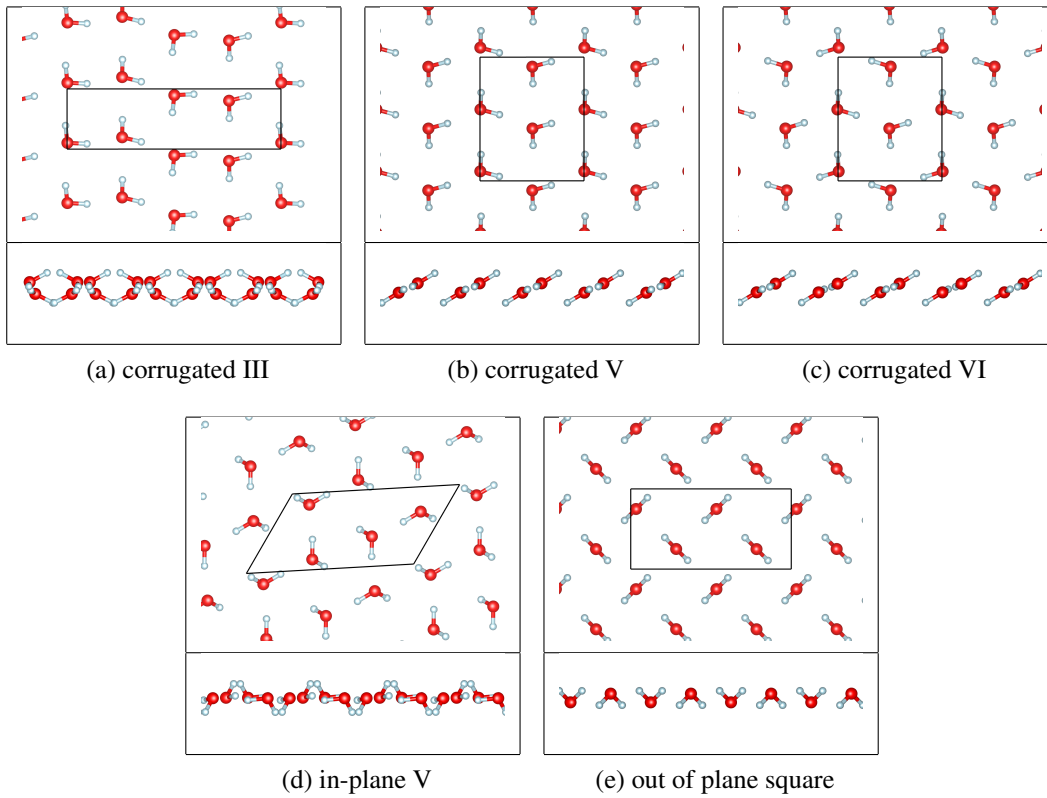 (a) corrugated III
(b) corrugated V
(c) corrugated VI
(d) in-plane V
(e) out of plane square